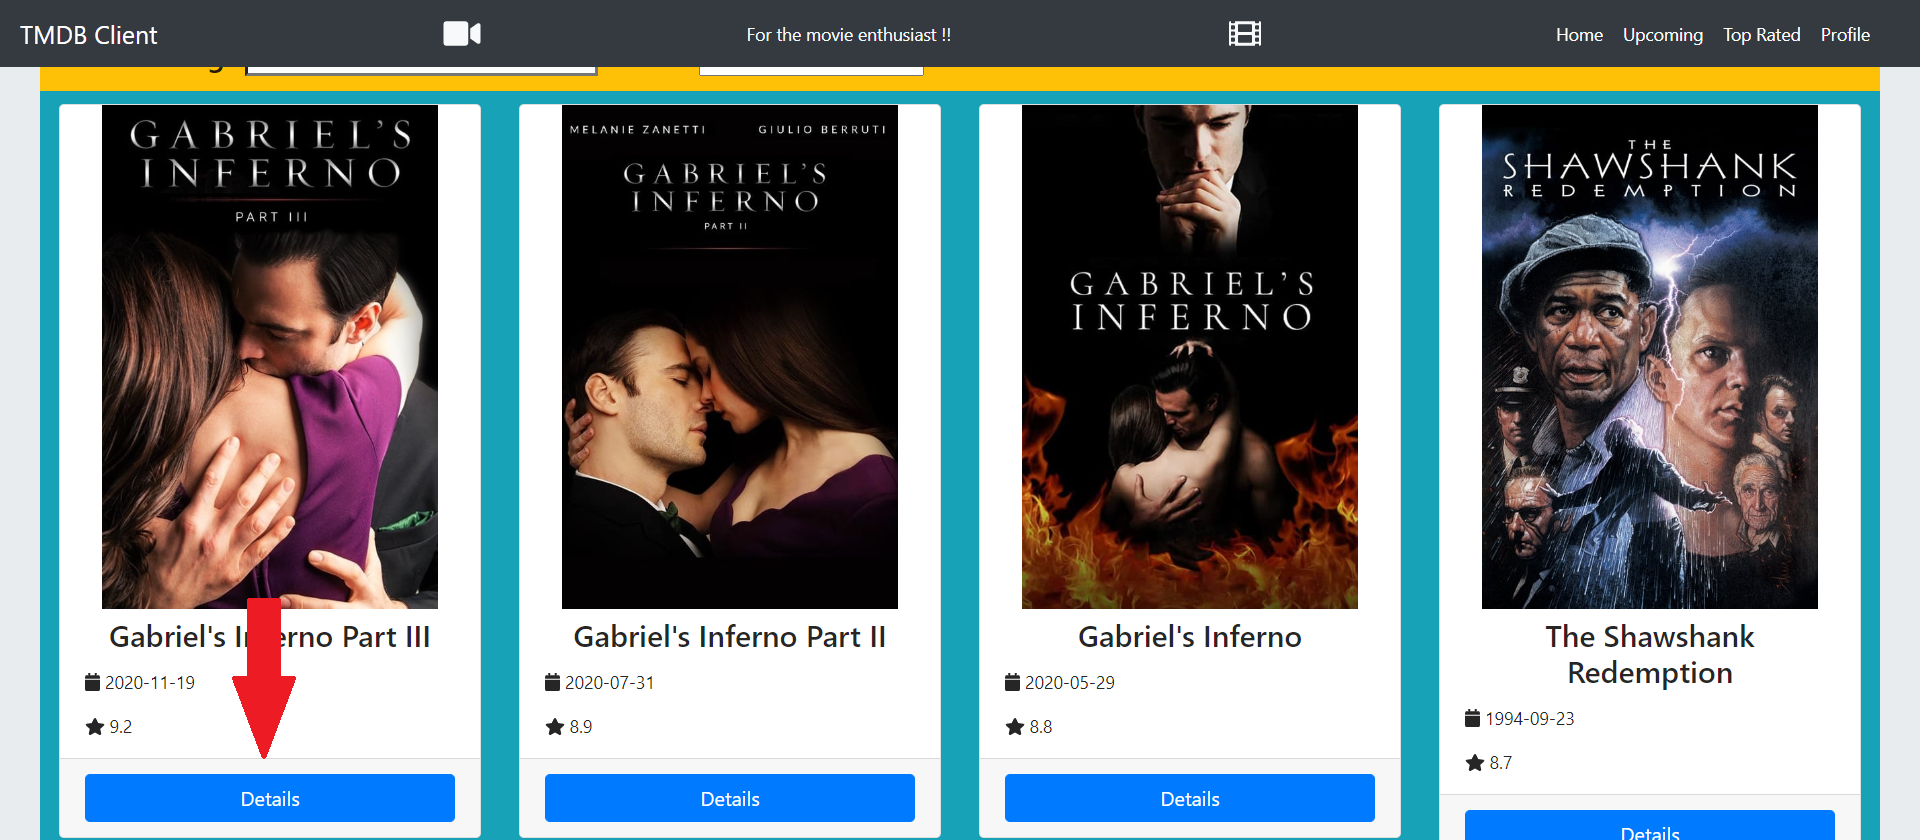 TMDB Client
For the movie enthusiast !!
Home Upcoming Top Rated Profile
GABRIEL'S
INFERNO
PART III
Gabriel's Inferno Part III
2020-11-19
9.2
Details
MELANIE ZANETTI GIULIO BERRUTI
GABRIEL'S
INFERNO
PART II
Gabriel's Inferno Part II
2020-07-31
8.9
Details
GABRIEL'S
INFERNO
Gabriel's Inferno
2020-05-29
8.8
Details
THE
SHAWSHANK
REDEMPTION
The Shawshank
Redemption
1994-09-23
8.7
Details